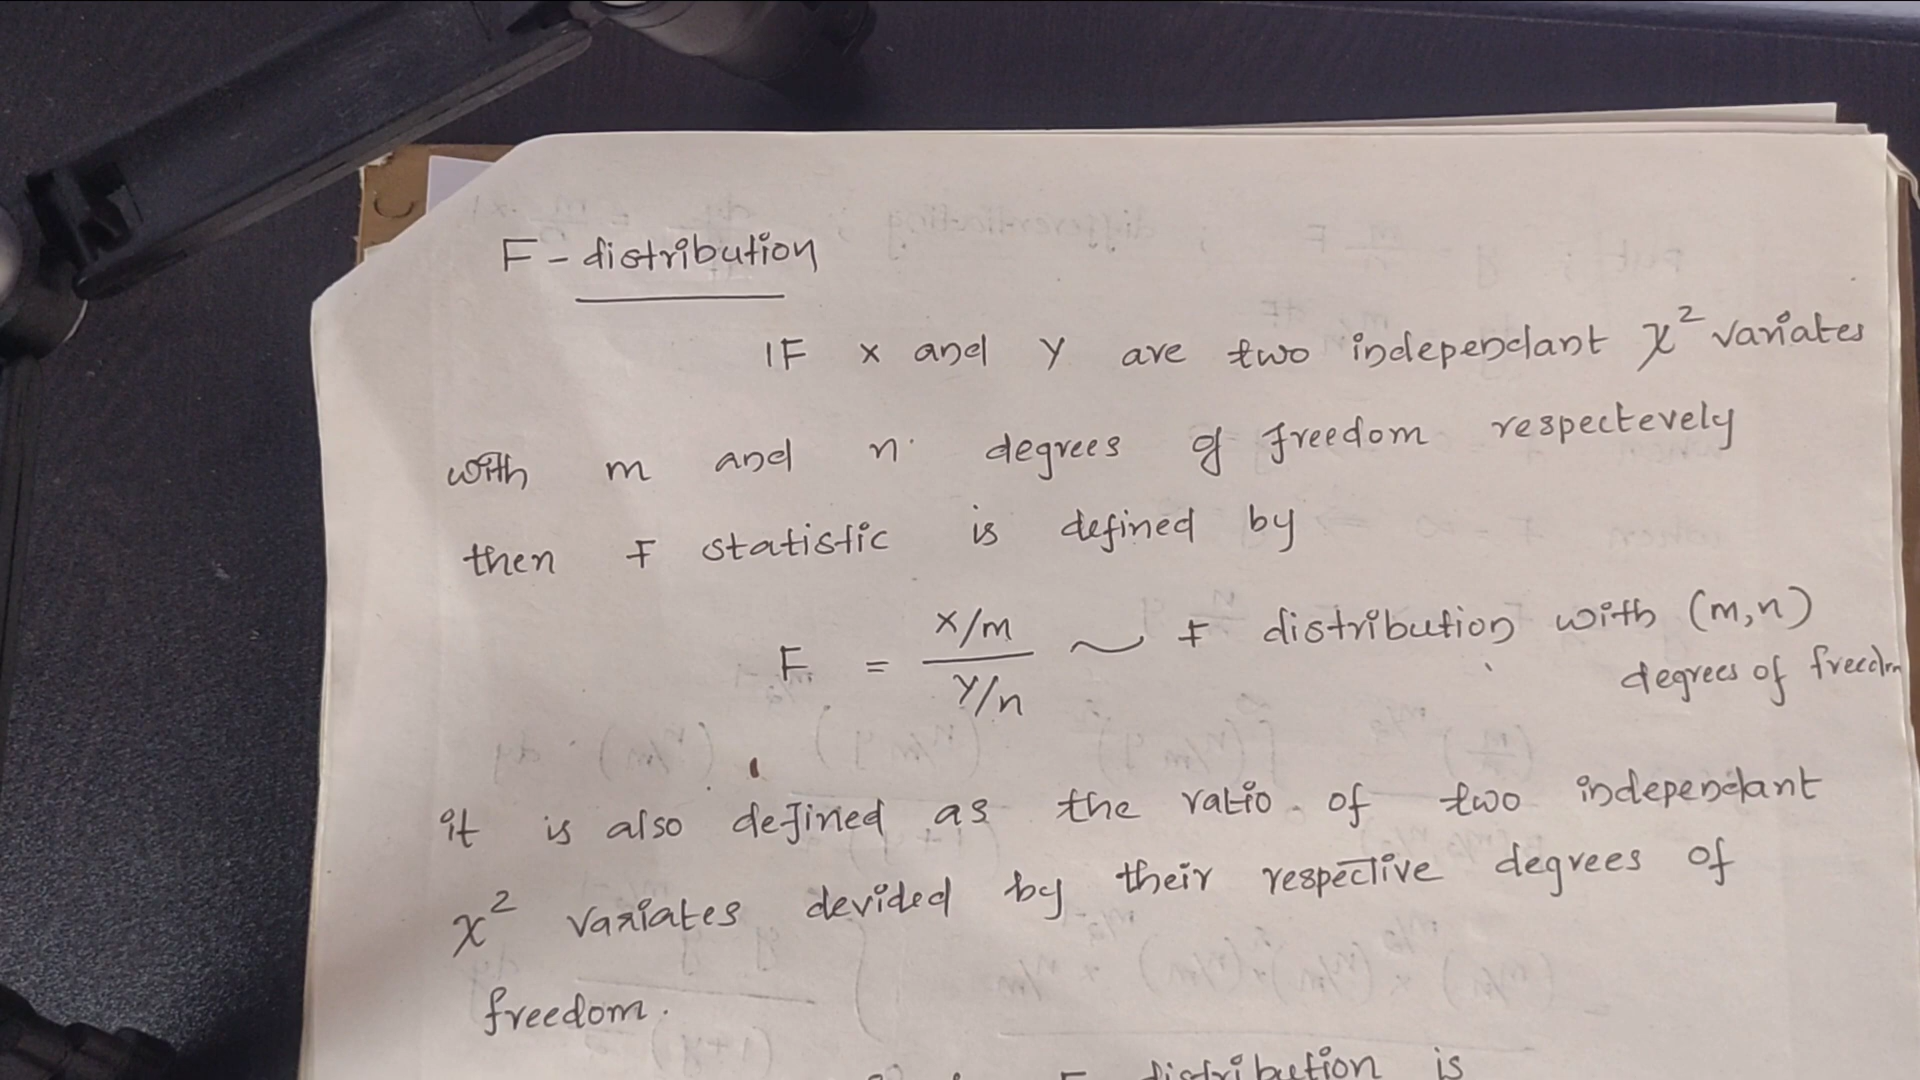 F - distribution
IF x and y are two independant χ² variates
with m and n degrees of freedom respectevely
then F statistic is defined by
F = x/m / y/n ~ F distribution with (m,n)
degrees of freedom
it is also defined as the ratio of two independant
χ² variates devided by their respective degrees of
freedom.
F distribution is